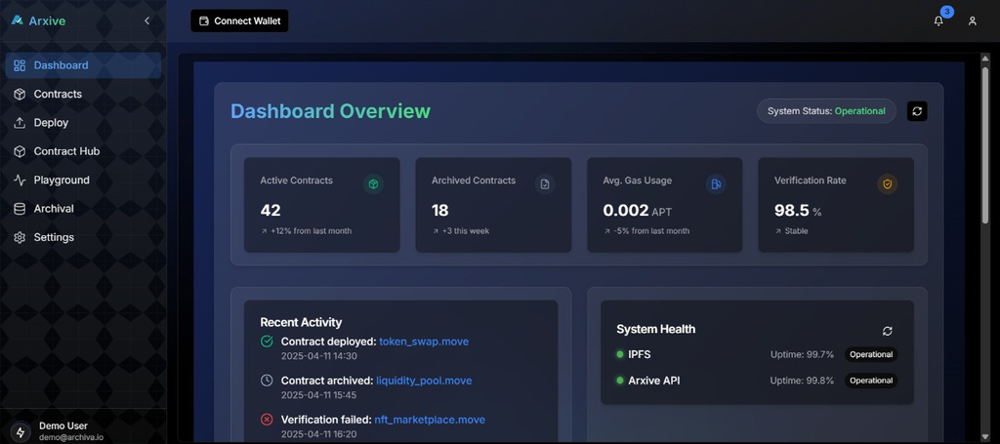 Arxive
Connect Wallet
3
Dashboard
Contracts
Deploy
Contract Hub
Playground
Archival
Settings
Demo User
demo@archiva.io
Dashboard Overview
System Status: Operational
Active Contracts
42
+12% from last month
Archived Contracts
18
+3 this week
Avg. Gas Usage
0.002 APT
-5% from last month
Verification Rate
98.5 %
Stable
Recent Activity
Contract deployed: token_swap.move
2025-04-11 14:30
Contract archived: liquidity_pool.move
2025-04-11 15:45
Verification failed: nft_marketplace.move
2025-04-11 16:20
System Health
IPFS
Uptime: 99.7%
Operational
Arxive API
Uptime: 99.8%
Operational